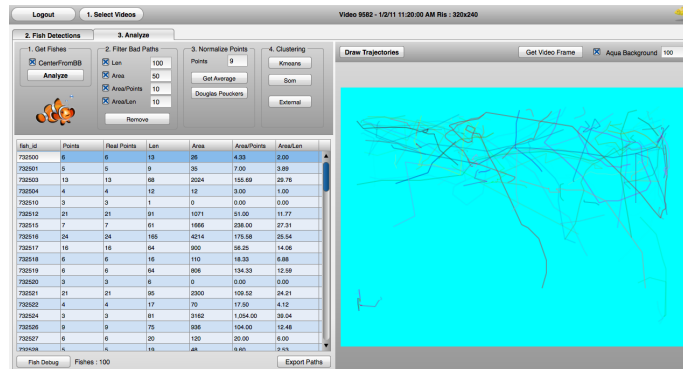 Logout 1. Select Videos Video 9582 - 1/2/11 11:20:00 AM Ris : 320x240
2. Fish Detections 3. Analyze
1. Get Fishes 2. Filter Bad Paths 3. Normalize Points 4. Clustering
CenterFromBB Len 100 Points 9 Kmeans
Analyze Area 50 Get Average Som
Area/Points 10 Douglas Peuckers
Area/Len 10 External
Remove
Draw Trajectories Get Video Frame Aqua Background 100
fish_id Points Real Points Len Area Area/Points Area/Len
732500 6 6 13 26 4.33 2.00
732501 5 5 9 35 7.00 3.89
732503 13 13 68 2024 155.69 29.76
732504 4 4 12 12 3.00 1.00
732510 3 3 1 0 0.00 0.00
732512 21 21 91 1071 51.00 11.77
732515 7 7 61 1666 238.00 27.31
732516 24 24 165 4214 175.58 25.54
732517 16 16 64 900 56.25 14.06
732518 6 6 16 110 18.33 6.88
732519 6 6 64 806 134.33 12.59
732520 3 3 6 0 0.00 0.00
732521 21 21 95 2300 109.52 24.21
732522 4 4 17 70 17.50 4.12
732524 3 3 81 3162 1,054.00 39.04
732526 9 9 75 936 104.00 12.48
732527 6 6 20 120 20.00 6.00
732528 5 5 19 48 9.60 2.53
Fish Debug Fishes : 100 Export Paths